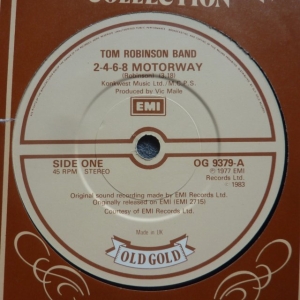 COLLECTION
TOM ROBINSON BAND
2-4-6-8 MOTORWAY
Konkwest Music Ltd./M.C.P.S.
Produced by Vic Maile
EMI
SIDE ONE
45 RPM STEREO
OG 9379-A
℗ 1977 EMI
Records Ltd.
© 1983
Original sound recording made by EMI Records Ltd.
Originally released on EMI (EMI 2715)
Courtesy of EMI Records Ltd.
Made in UK
OLD GOLD